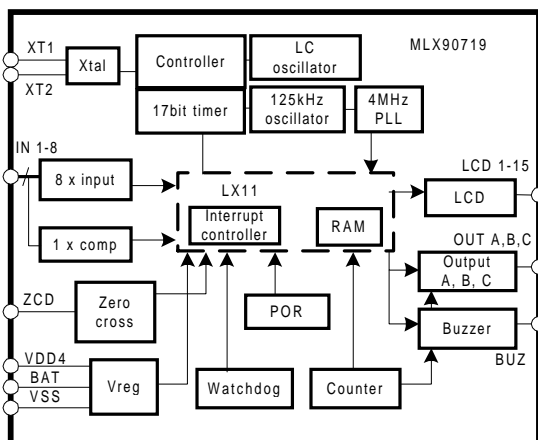 MLX90719
XT1
XT2
Xtal
Controller
LC
oscillator
17bit timer
125kHz
oscillator
4MHz
PLL
IN 1-8
8 x input
1 x comp
LX11
Interrupt
controller
RAM
LCD 1-15
LCD
OUT A,B,C
Output
A, B, C
ZCD
Zero
cross
POR
Buzzer
BUZ
VDD4
BAT
VSS
Vreg
Watchdog
Counter